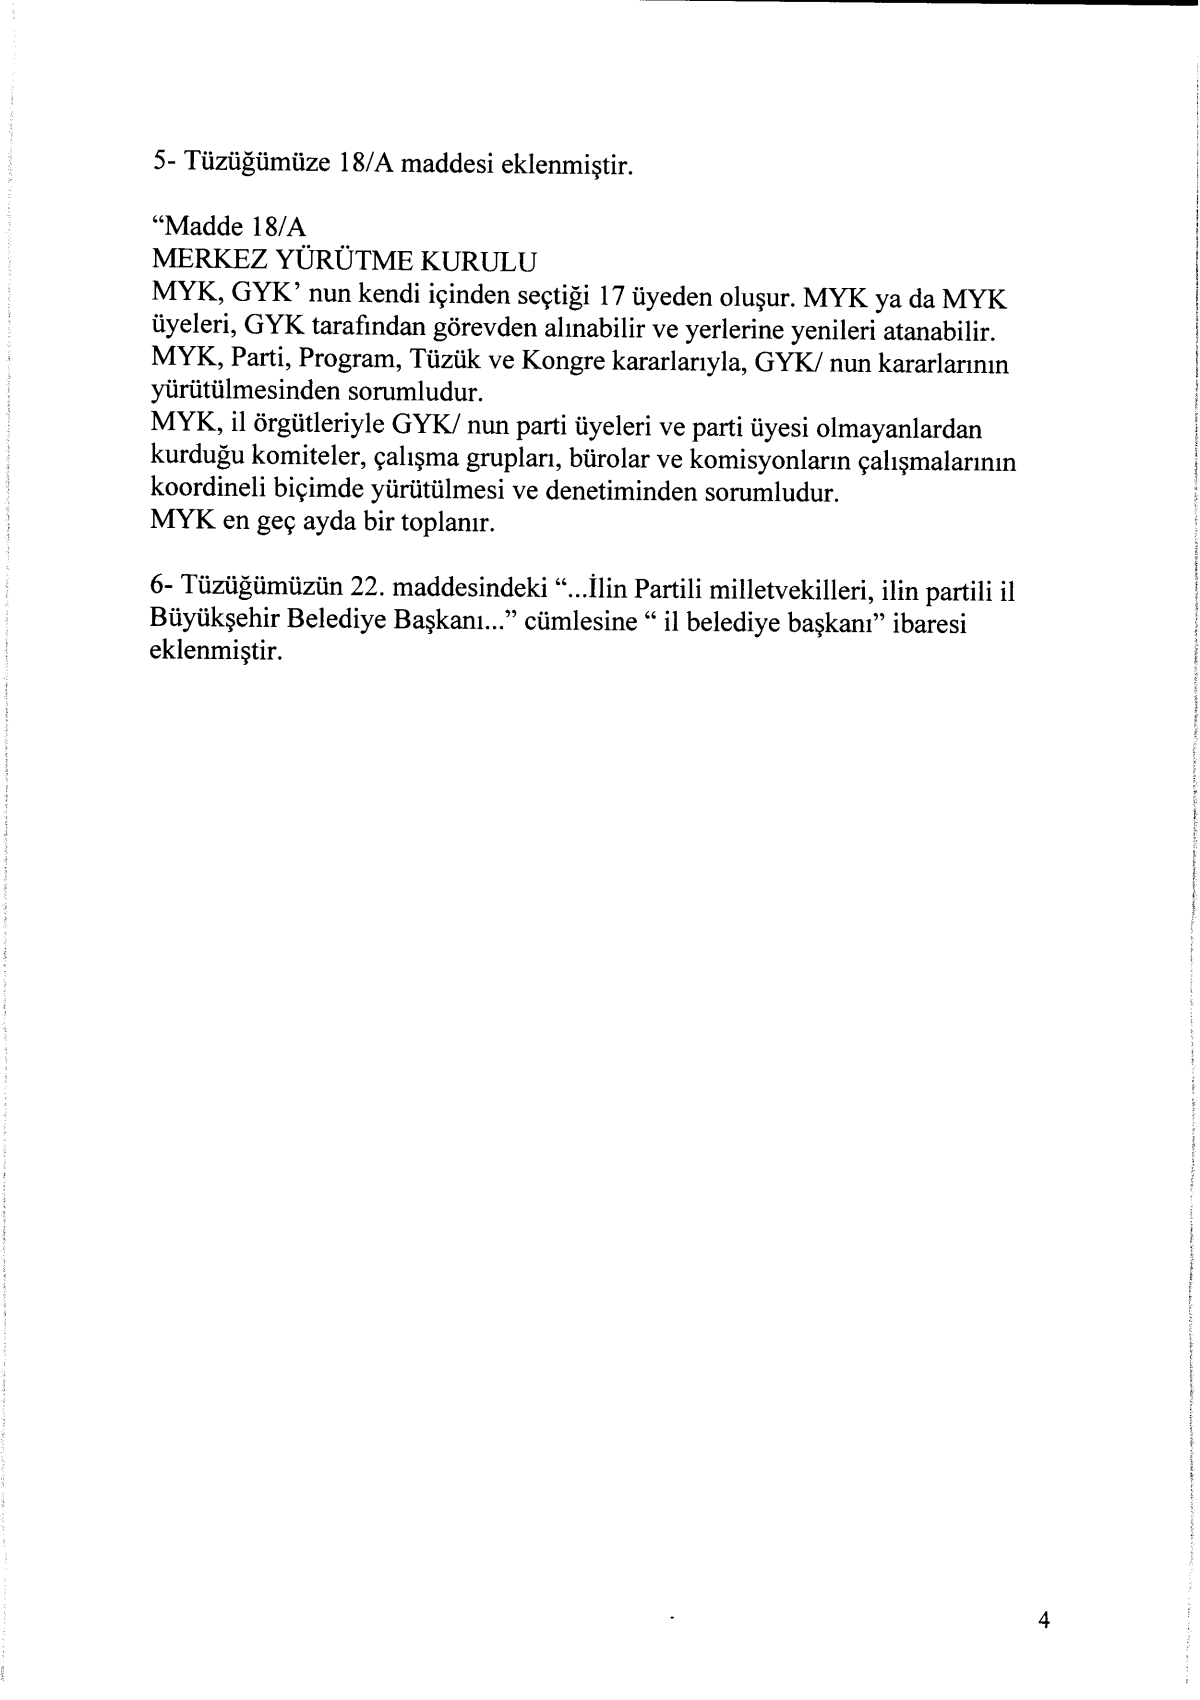 5- Tüzüğümüze 18/A maddesi eklenmiştir.
“Madde 18/A
MERKEZ YÜRÜTME KURULU
MYK, GYK’ nun kendi içinden seçtiği 17 üyeden oluşur. MYK ya da MYK
üyeleri, GYK tarafından görevden alınabilir ve yerlerine yenileri atanabilir.
MYK, Parti, Program, Tüzük ve Kongre kararlarıyla, GYK/ nun kararlarının
yürütülmesinden sorumludur.
MYK, il örgütleriyle GYK/ nun parti üyeleri ve parti üyesi olmayanlardan
kurduğu komiteler, çalışma grupları, bürolar ve komisyonların çalışmalarının
koordineli biçimde yürütülmesi ve denetiminden sorumludur.
MYK en geç ayda bir toplanır.
6- Tüzüğümüzün 22. maddesindeki “...İlin Partili milletvekilleri, ilin partili il
Büyükşehir Belediye Başkanı...” cümlesine “ il belediye başkanı” ibaresi
eklenmiştir.
4